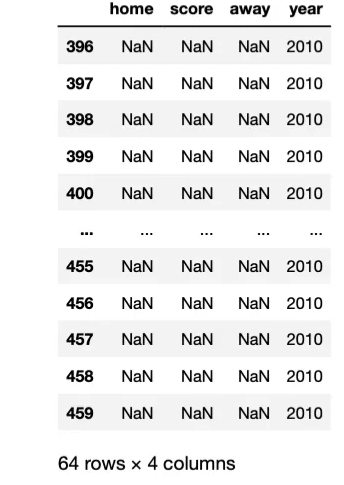 home score away year
396 NaN NaN NaN 2010
397 NaN NaN NaN 2010
398 NaN NaN NaN 2010
399 NaN NaN NaN 2010
400 NaN NaN NaN 2010
... ... ... ... ...
455 NaN NaN NaN 2010
456 NaN NaN NaN 2010
457 NaN NaN NaN 2010
458 NaN NaN NaN 2010
459 NaN NaN NaN 2010
64 rows × 4 columns